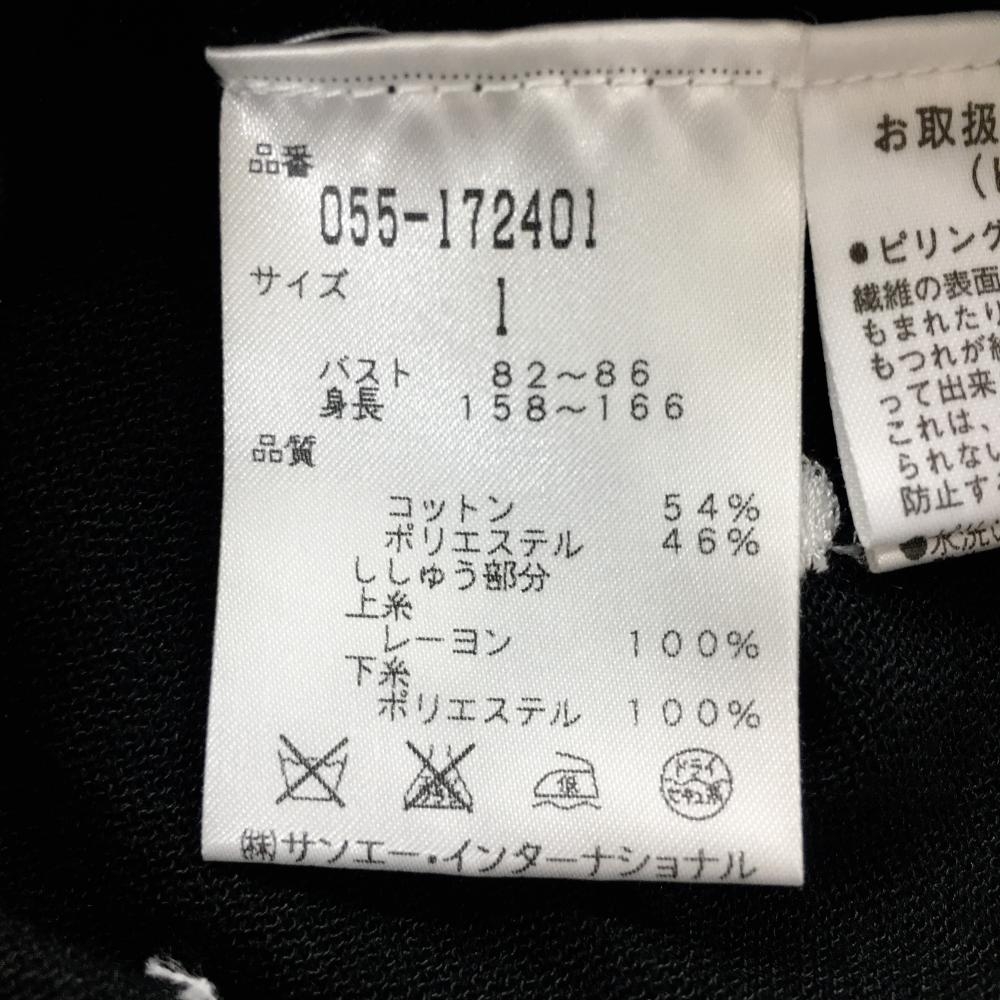 品番
055-172401
サイズ
1
バスト 82～86
身長 158～166
品質
コットン 54%
ポリエステル 46%
ししゅう部分
上糸
レーヨン 100%
下糸
ポリエステル 100%
低
ドライ
セキユ系
㈱サンエー・インターナショナル
お取扱
●ピリング
繊維の表面
もまれたり
もつれが
って出来
これは、
られない
防止す
●水洗い